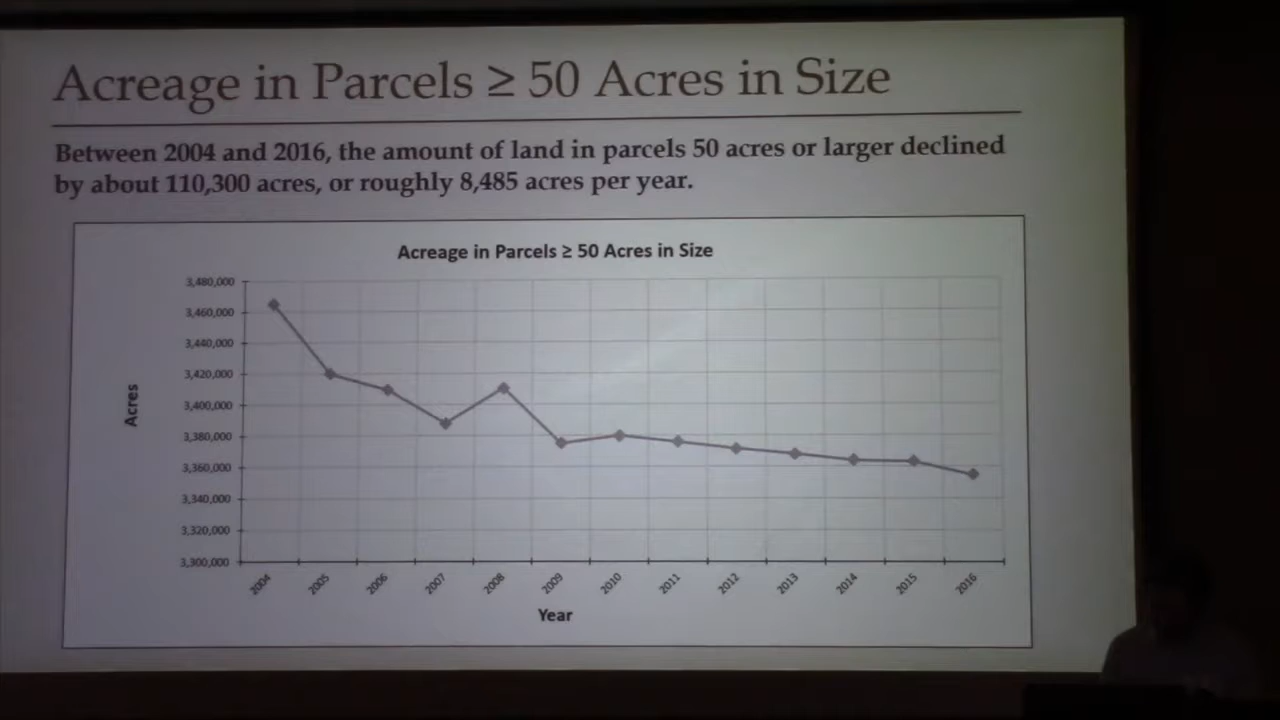 Acreage in Parcels ≥ 50 Acres in Size
Between 2004 and 2016, the amount of land in parcels 50 acres or larger declined
by about 110,300 acres, or roughly 8,485 acres per year.
Acreage in Parcels ≥ 50 Acres in Size
3,480,000
3,460,000
3,440,000
3,420,000
3,400,000
3,380,000
3,360,000
3,340,000
3,320,000
3,300,000
Acres
2004 2005 2006 2007 2008 2009 2010 2011 2012 2013 2014 2015 2016
Year